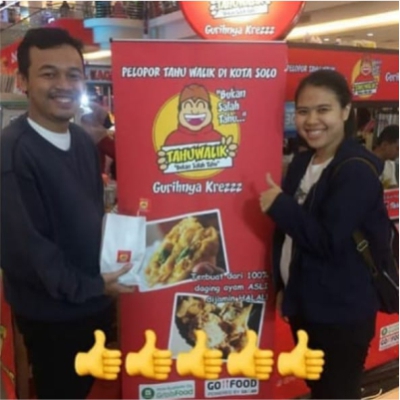 Gurihnya Krezzz
PELOPOR TAHU WALIK DI KOTA SOLO
"Bukan
Salah
Tahu..."
TAHUWALIK
"Bukan Salah Tahu"
Gurihnya Krezzz
Terbuat dari 100%
daging ayam ASLI
dijamin HALAL!
GrabFood
GO FOOD